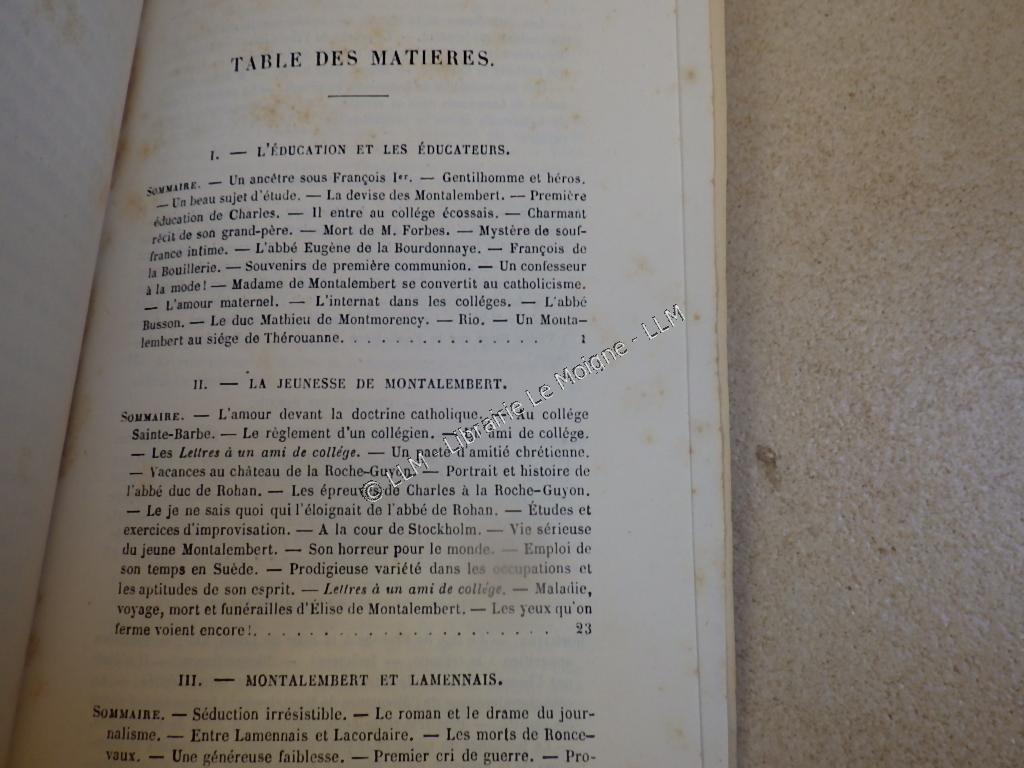 TABLE DES MATIERES.
I. — L'ÉDUCATION ET LES ÉDUCATEURS.
SOMMAIRE. — Un ancêtre sous François Ier. — Gentilhomme et héros.
— Un beau sujet d'étude. — La devise des Montalembert. — Première
éducation de Charles. — Il entre au collége écossais. — Charmant
récit de son grand-père. — Mort de M. Forbes. — Mystère de souf-
france intime. — L'abbé Eugène de la Bourdonnaye. — François de
la Bouillerie. — Souvenirs de première communion. — Un confesseur
à la mode! — Madame de Montalembert se convertit au catholicisme.
— L'amour maternel. — L'internat dans les colléges. — L'abbé
Busson. — Le duc Mathieu de Montmorency. — Rio. — Un Monta-
lembert au siége de Thérouanne. . . . . . . . . . . . . . . 1
II. — LA JEUNESSE DE MONTALEMBERT.
SOMMAIRE. — L'amour devant la doctrine catholique. — Au collége
Sainte-Barbe. — Le règlement d'un collégien. — ami de collége.
— Les Lettres à un ami de collége. — Un pacte d'amitié chrétienne.
— Vacances au château de la Roche-Guyon. — Portrait et histoire de
l'abbé duc de Rohan. — Les épreuves de Charles à la Roche-Guyon.
— Le je ne sais quoi qui l'éloignait de l'abbé de Rohan. — Études et
exercices d'improvisation. — A la cour de Stockholm. — Vie sérieuse
du jeune Montalembert. — Son horreur pour le monde. — Emploi de
son temps en Suède. — Prodigieuse variété dans les occupations et
les aptitudes de son esprit. — Lettres à un ami de collége. — Maladie,
voyage, mort et funérailles d'Élise de Montalembert. — Les yeux qu'on
ferme voient encore!. . . . . . . . . . . . . . . . . . . . 23
III. — MONTALEMBERT ET LAMENNAIS.
SOMMAIRE. — Séduction irrésistible. — Le roman et le drame du jour-
nalisme. — Entre Lamennais et Lacordaire. — Les morts de Ronce-
vaux. — Une généreuse faiblesse. — Premier cri de guerre. — Pro-
© LLM - Librairie Le Moigne - LLM